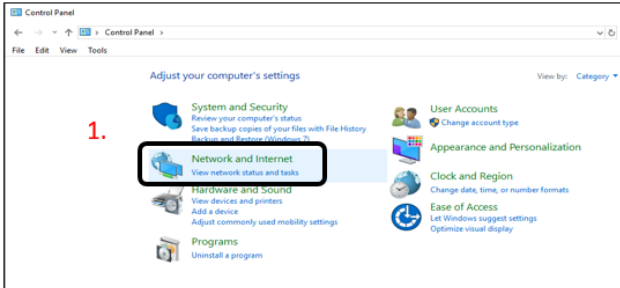 Control Panel
Control Panel
File Edit View Tools
Adjust your computer's settings
View by: Category
1.
System and Security
Review your computer's status
Save backup copies of your files with File History
Backup and Restore (Windows 7)
Network and Internet
View network status and tasks
Hardware and Sound
View devices and printers
Add a device
Adjust commonly used mobility settings
Programs
Uninstall a program
User Accounts
Change account type
Appearance and Personalization
Clock and Region
Change date, time, or number formats
Ease of Access
Let Windows suggest settings
Optimize visual display